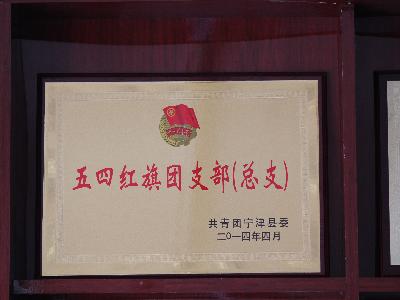 五四红旗团支部(总支)
共青团宁津县委
二〇一四年四月